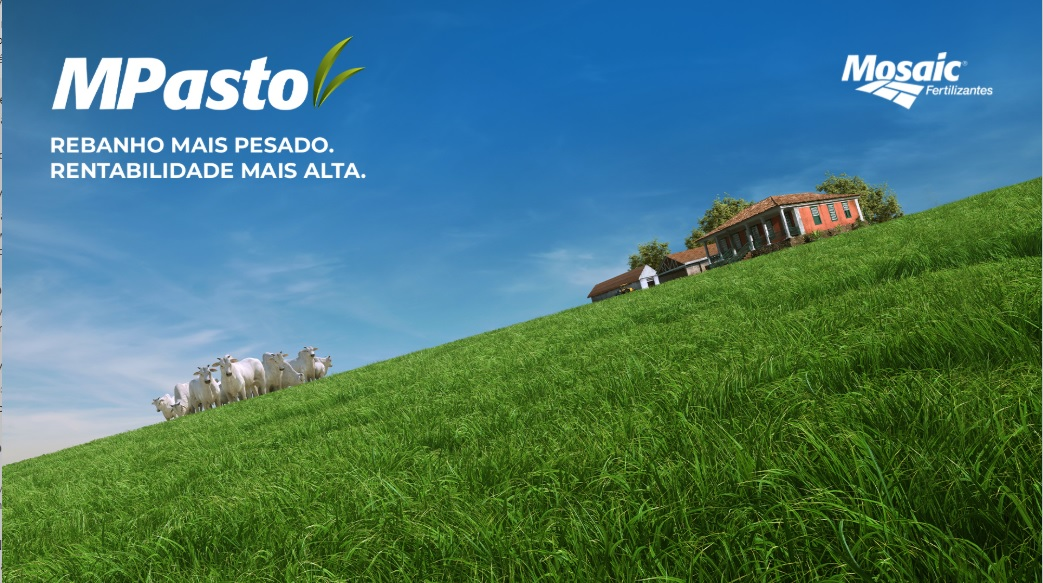 MPasto
Mosaic®
Fertilizantes
REBANHO MAIS PESADO.
RENTABILIDADE MAIS ALTA.